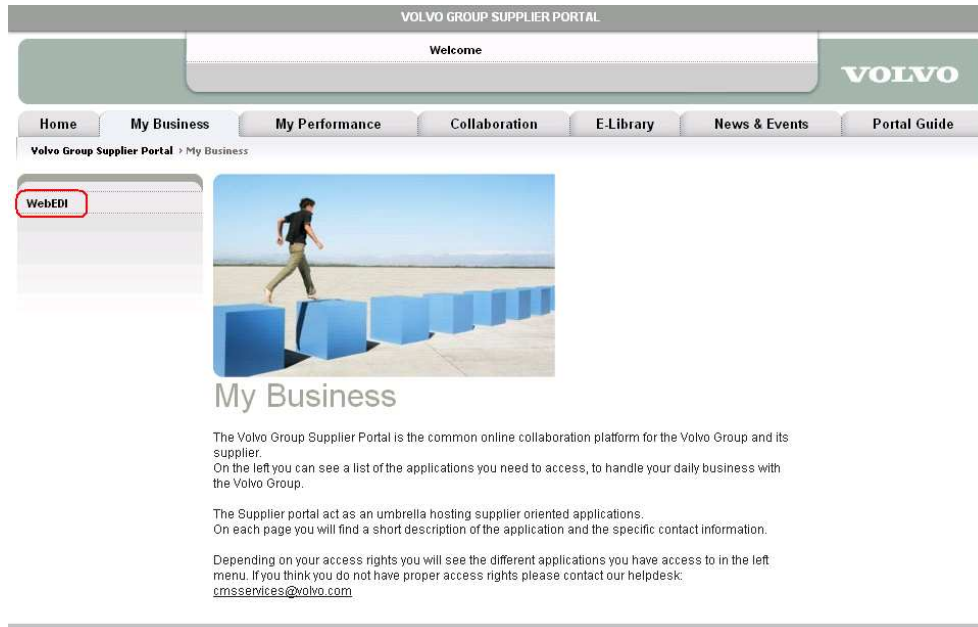 VOLVO GROUP SUPPLIER PORTAL
Welcome
VOLVO
Home My Business My Performance Collaboration E-Library News & Events Portal Guide
Volvo Group Supplier Portal › My Business
WebEDI
My Business
The Volvo Group Supplier Portal is the common online collaboration platform for the Volvo Group and its
supplier.
On the left you can see a list of the applications you need to access, to handle your daily business with
the Volvo Group.
The Supplier portal act as an umbrella hosting supplier oriented applications.
On each page you will find a short description of the application and the specific contact information.
Depending on your access rights you will see the different applications you have access to in the left
menu. If you think you do not have proper access rights please contact our helpdesk:
cmsservices@volvo.com